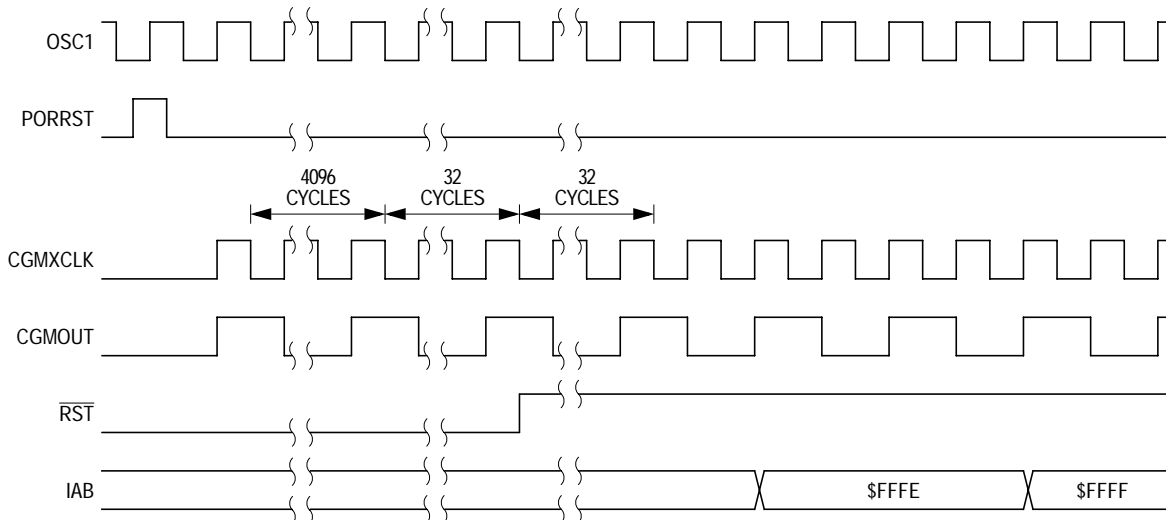 OSC1
PORRST
4096
CYCLES
32
CYCLES
32
CYCLES
CGMXCLK
CGMOUT
RST
IAB
$FFFE
$FFFF